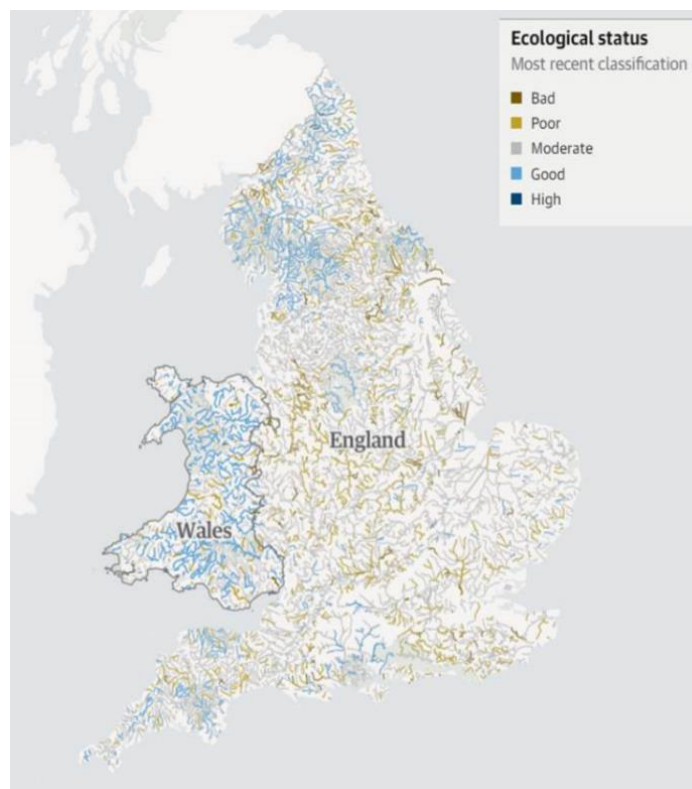 Ecological status
Most recent classification
Bad
Poor
Moderate
Good
High
England
Wales